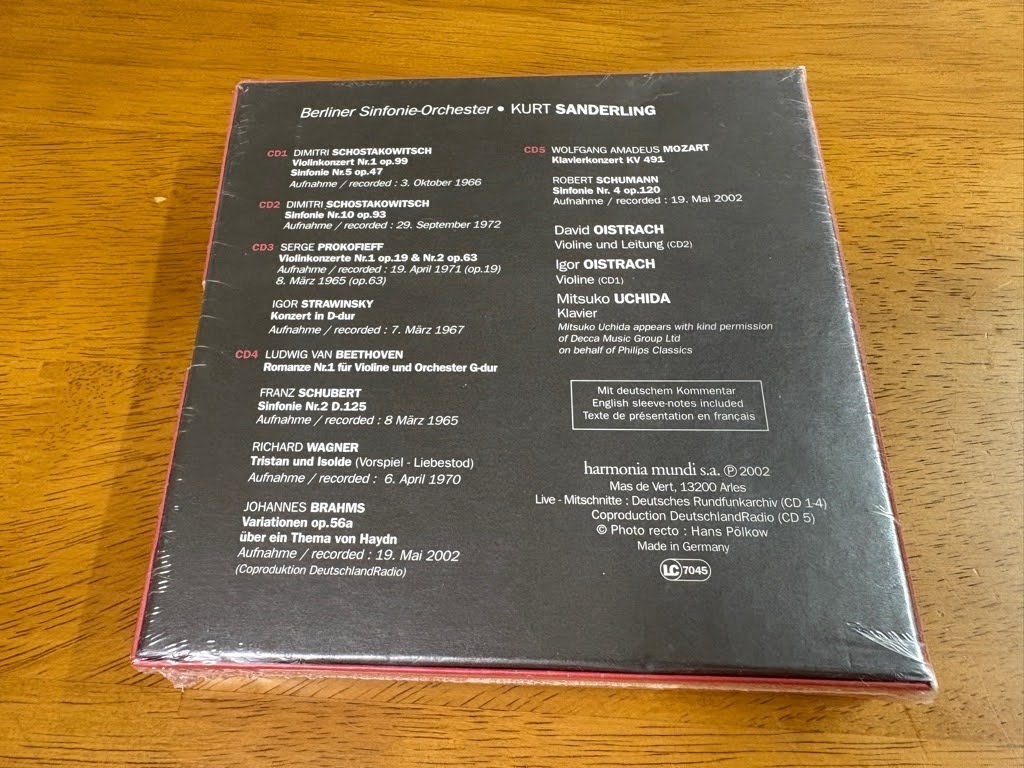 Berliner Sinfonie-Orchester • KURT SANDERLING
CD1 DIMITRI SCHOSTAKOWITSCH
Violinkonzert Nr.1 op.99
Sinfonie Nr.5 op.47
Aufnahme / recorded : 3. Oktober 1966
CD2 DIMITRI SCHOSTAKOWITSCH
Sinfonie Nr.10 op.93
Aufnahme / recorded : 29. September 1972
CD3 SERGE PROKOFIEFF
Violinkonzerte Nr.1 op.19 & Nr.2 op.63
Aufnahme / recorded : 19. April 1971 (op.19)
8. März 1965 (op.63)
IGOR STRAWINSKY
Konzert in D-dur
Aufnahme / recorded : 7. März 1967
CD4 LUDWIG VAN BEETHOVEN
Romanze Nr.1 für Violine und Orchester G-dur
FRANZ SCHUBERT
Sinfonie Nr.2 D.125
Aufnahme / recorded : 8 März 1965
RICHARD WAGNER
Tristan und Isolde (Vorspiel - Liebestod)
Aufnahme / recorded : 6. April 1970
JOHANNES BRAHMS
Variationen op.56a
über ein Thema von Haydn
Aufnahme / recorded : 19. Mai 2002
(Coproduktion DeutschlandRadio)
CD5 WOLFGANG AMADEUS MOZART
Klavierkonzert KV 491
ROBERT SCHUMANN
Sinfonie Nr. 4 op.120
Aufnahme / recorded : 19. Mai 2002
David OISTRACH
Violine und Leitung (CD2)
Igor OISTRACH
Violine (CD1)
Mitsuko UCHIDA
Klavier
Mitsuko Uchida appears with kind permission
of Decca Music Group Ltd
on behalf of Philips Classics
Mit deutschem Kommentar
English sleeve-notes included
Texte de présentation en français
harmonia mundi s.a. ℗ 2002
Mas de Vert, 13200 Arles
Live - Mitschnitte : Deutsches Rundfunkarchiv (CD 1-4)
Coproduction DeutschlandRadio (CD 5)
© Photo recto : Hans Pölkow
Made in Germany
LC 7045